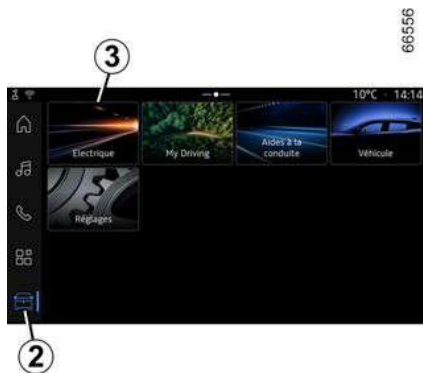 66556
3
10°C · 14:14
Electrique
My Driving
Aides à la
conduite
Véhicule
Réglages
2